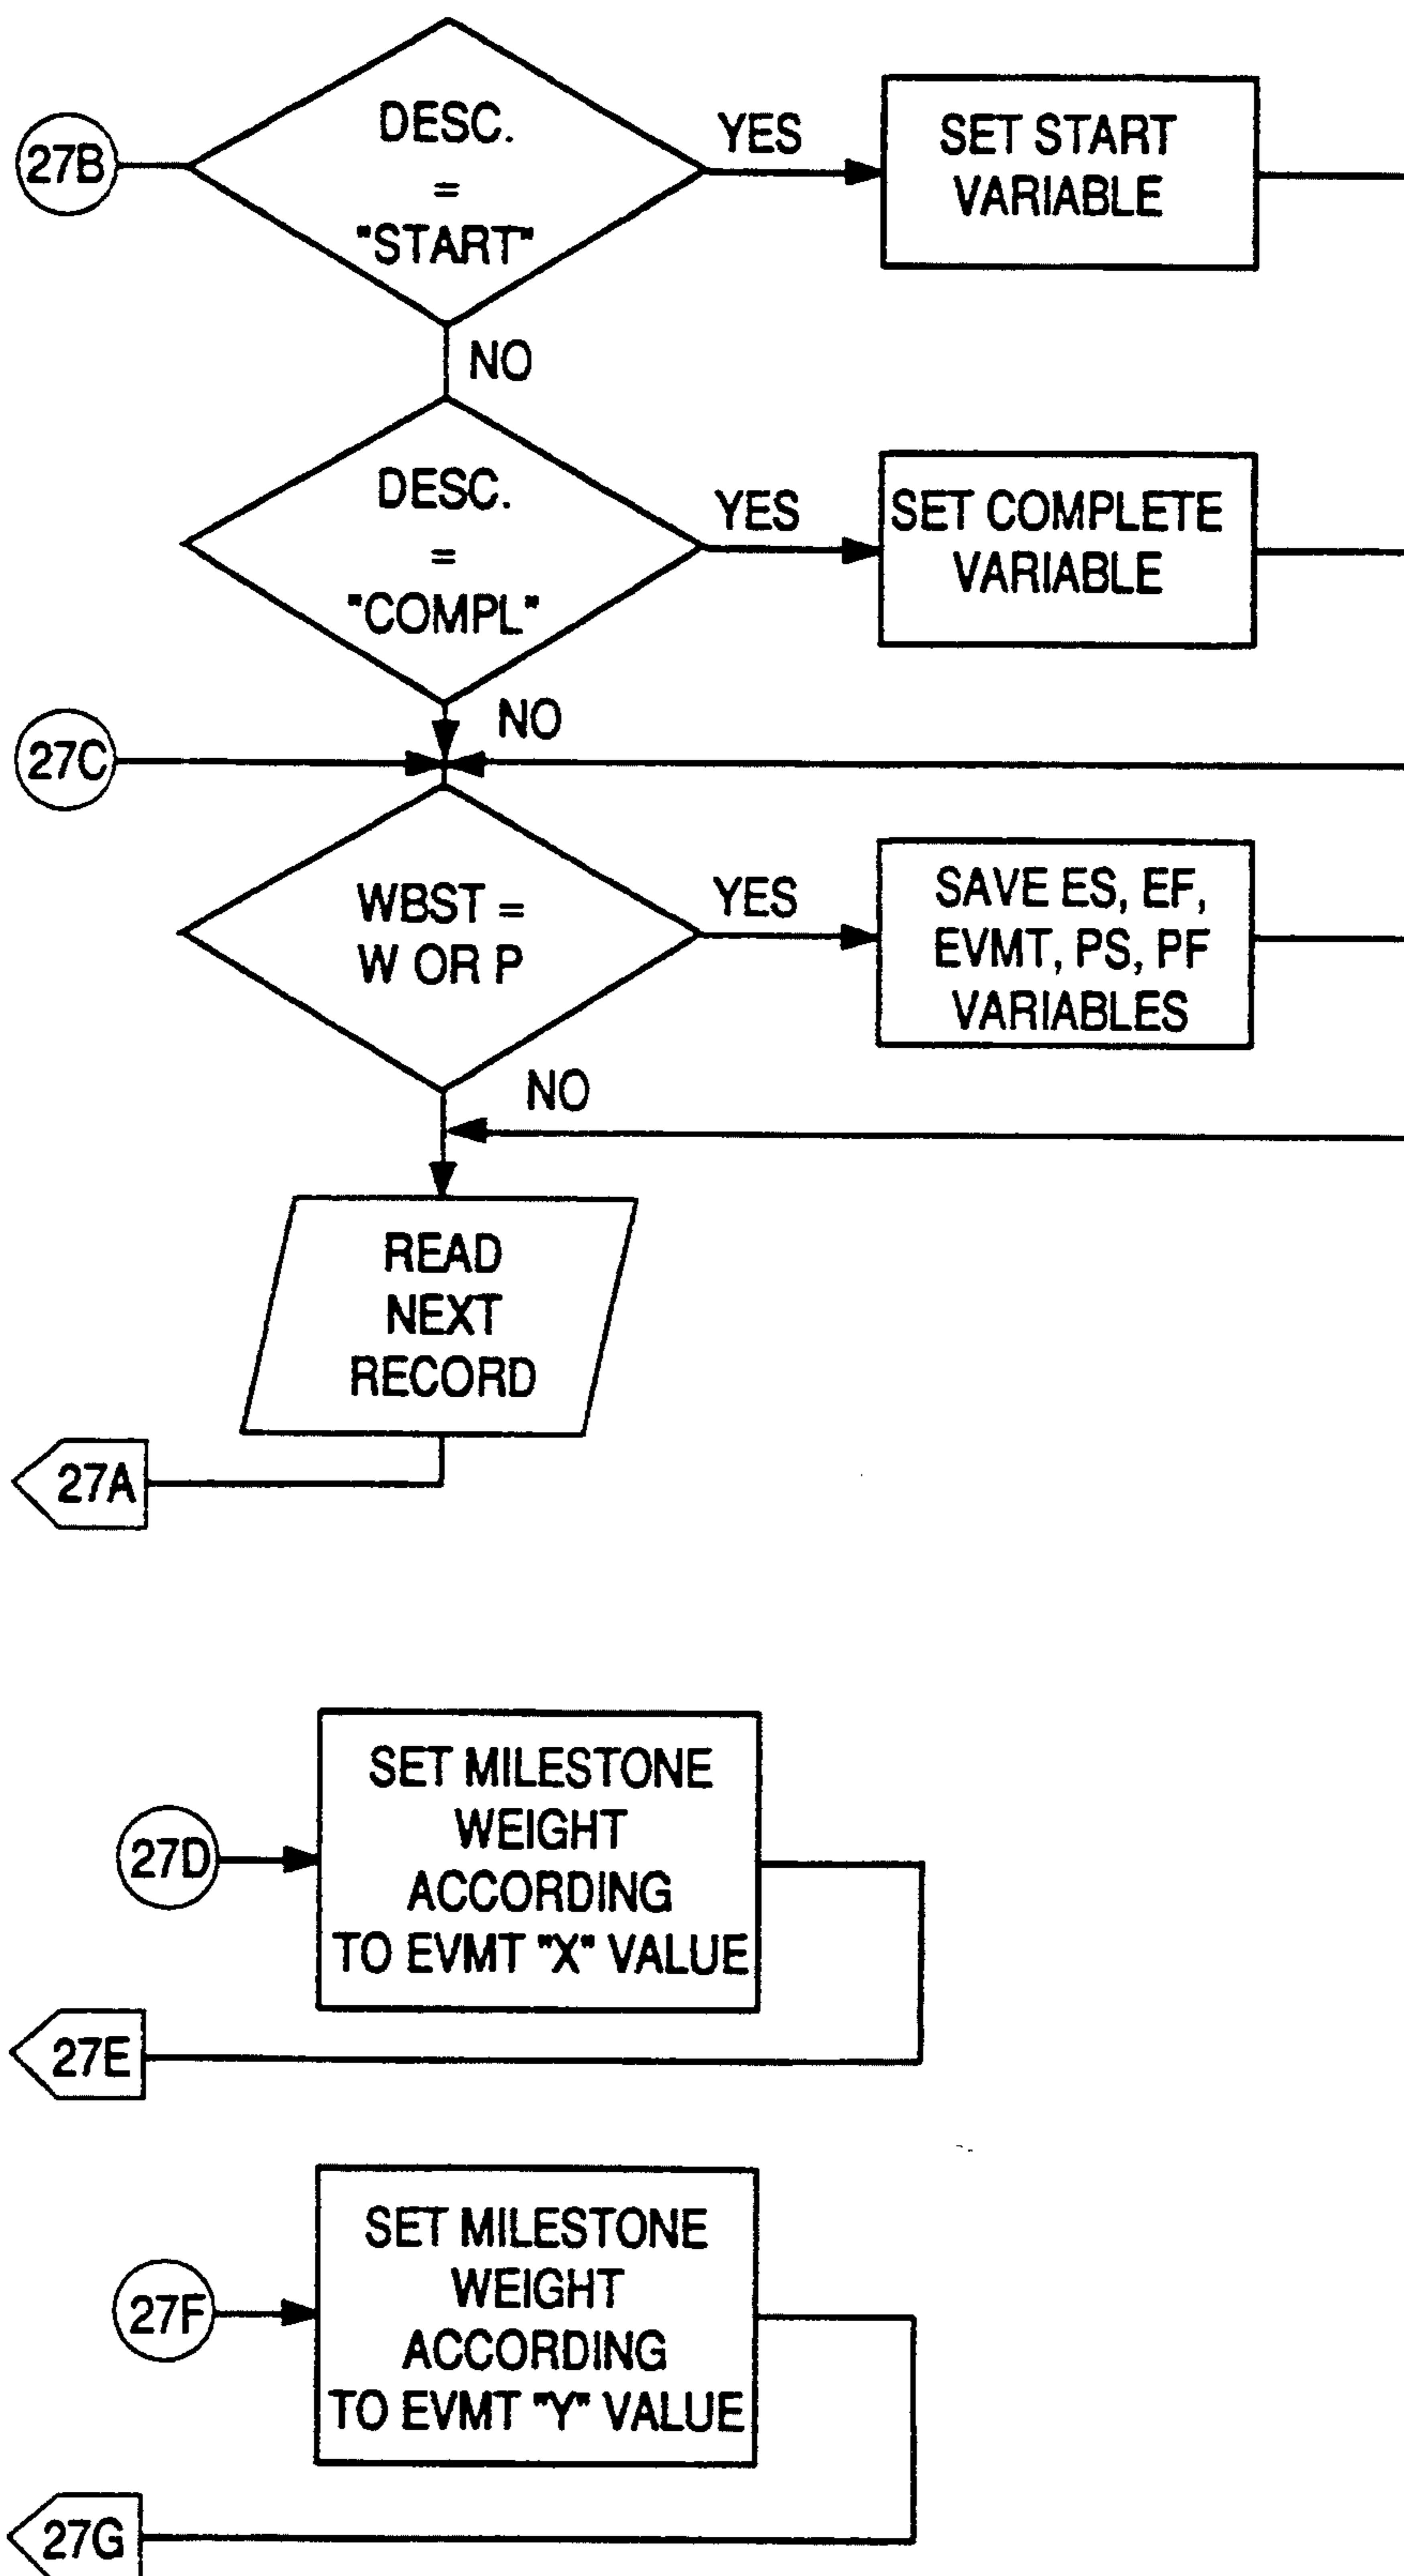 27B
DESC.
=
"START"
YES
SET START
VARIABLE
NO
DESC.
=
"COMPL"
YES
SET COMPLETE
VARIABLE
NO
27C
WBST =
W OR P
YES
SAVE ES, EF,
EVMT, PS, PF
VARIABLES
NO
READ
NEXT
RECORD
27A
SET MILESTONE
WEIGHT
ACCORDING
TO EVMT "X" VALUE
27D
27E
SET MILESTONE
WEIGHT
ACCORDING
TO EVMT "Y" VALUE
27F
27G